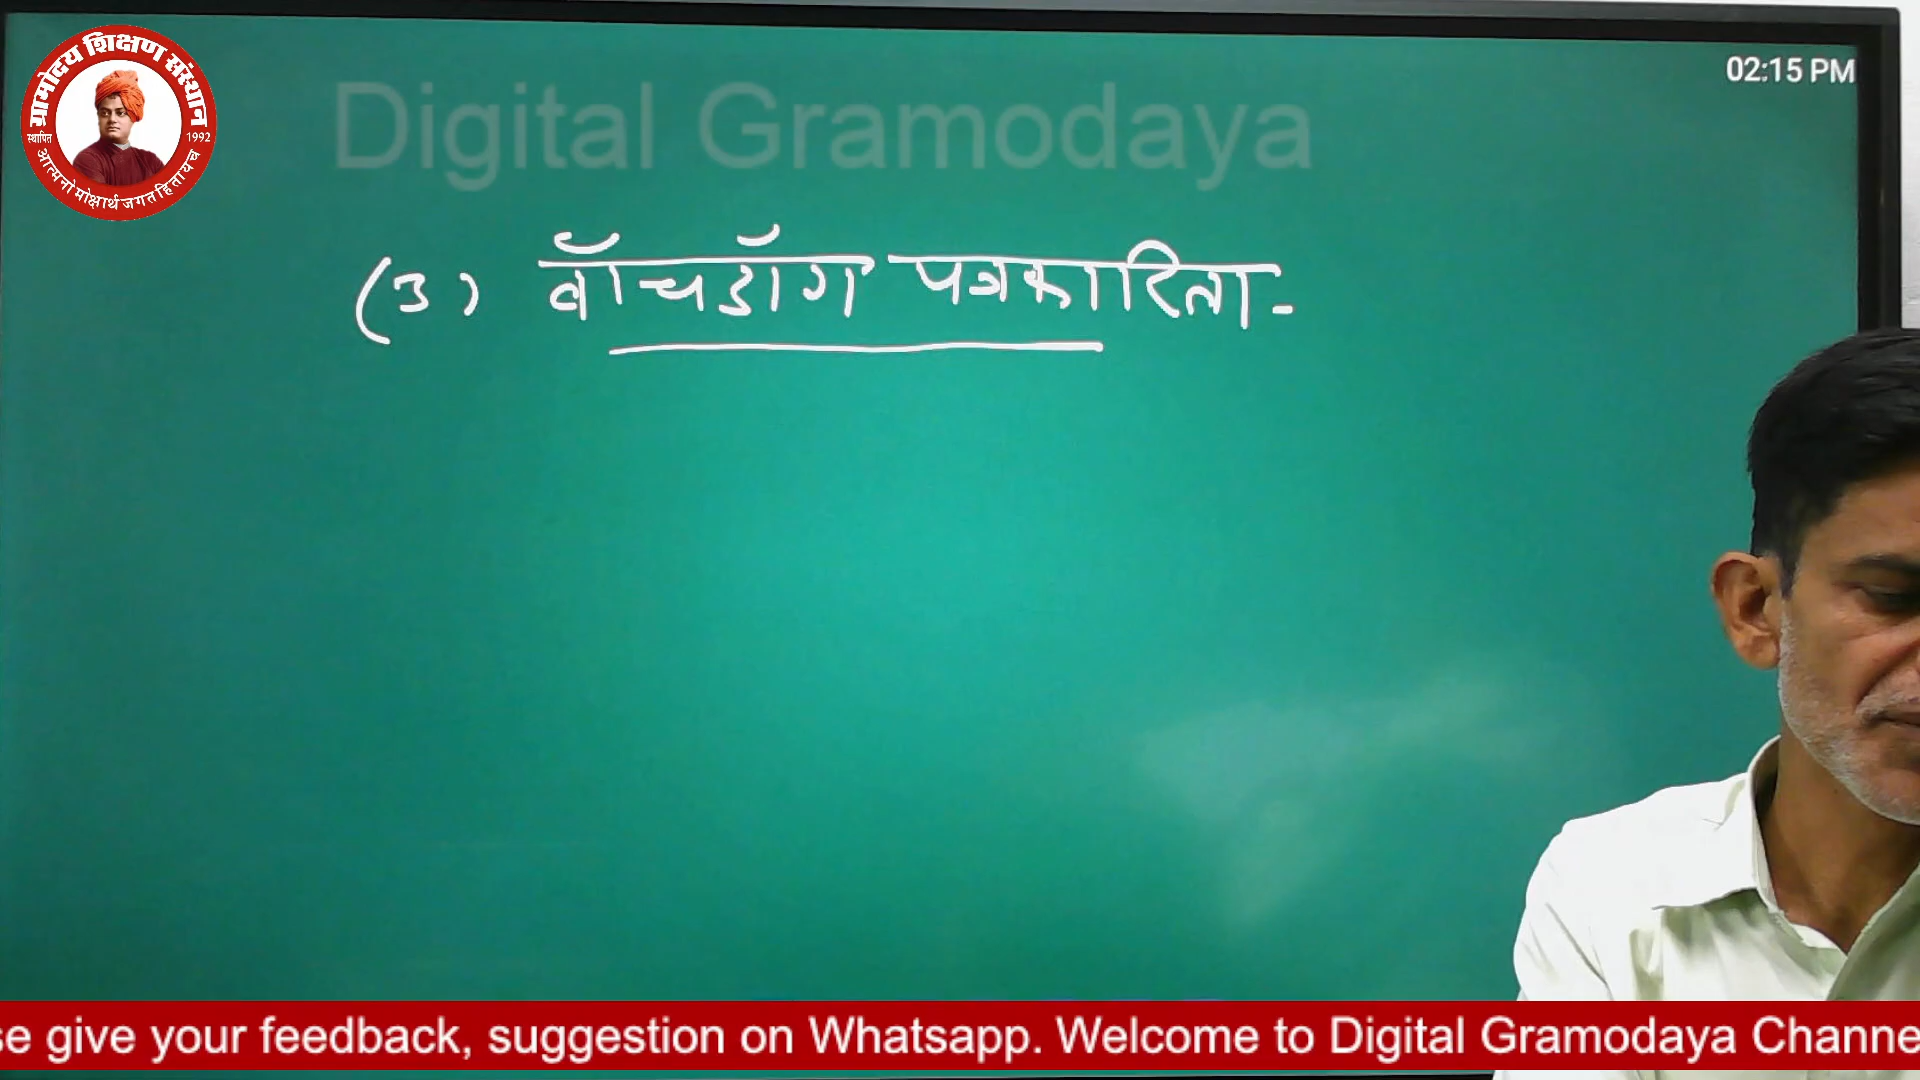 ग्रामोदय शिक्षण संस्थान
स्थापित 1992
आत्मनो मोक्षार्थ जगत हितायच
02:15 PM
Digital Gramodaya
(3) वॉचडॉग पत्रकारिता-
se give your feedback, suggestion on Whatsapp. Welcome to Digital Gramodaya Channe